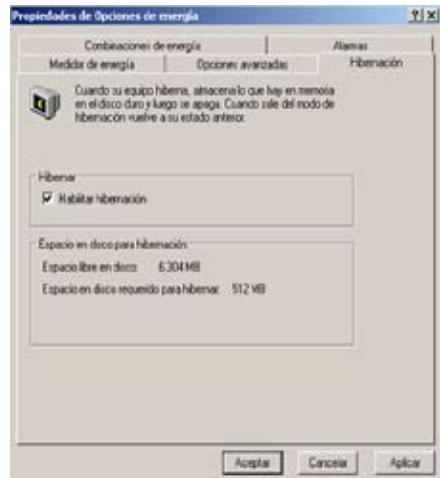 Propiedades de Opciones de energía
Combinaciones de energía
Alarmas
Medidor de energía
Opciones avanzadas
Hibernación
Cuando su equipo hiberna, almacena lo que hay en memoria
en el disco duro y luego se apaga. Cuando sale del modo de
hibernación vuelve a su estado anterior.
Hibernar
Habilitar hibernación
Espacio en disco para hibernación
Espacio libre en disco: 6.304 MB
Espacio en disco requerido para hibernar: 512 MB
Aceptar
Cancelar
Aplicar